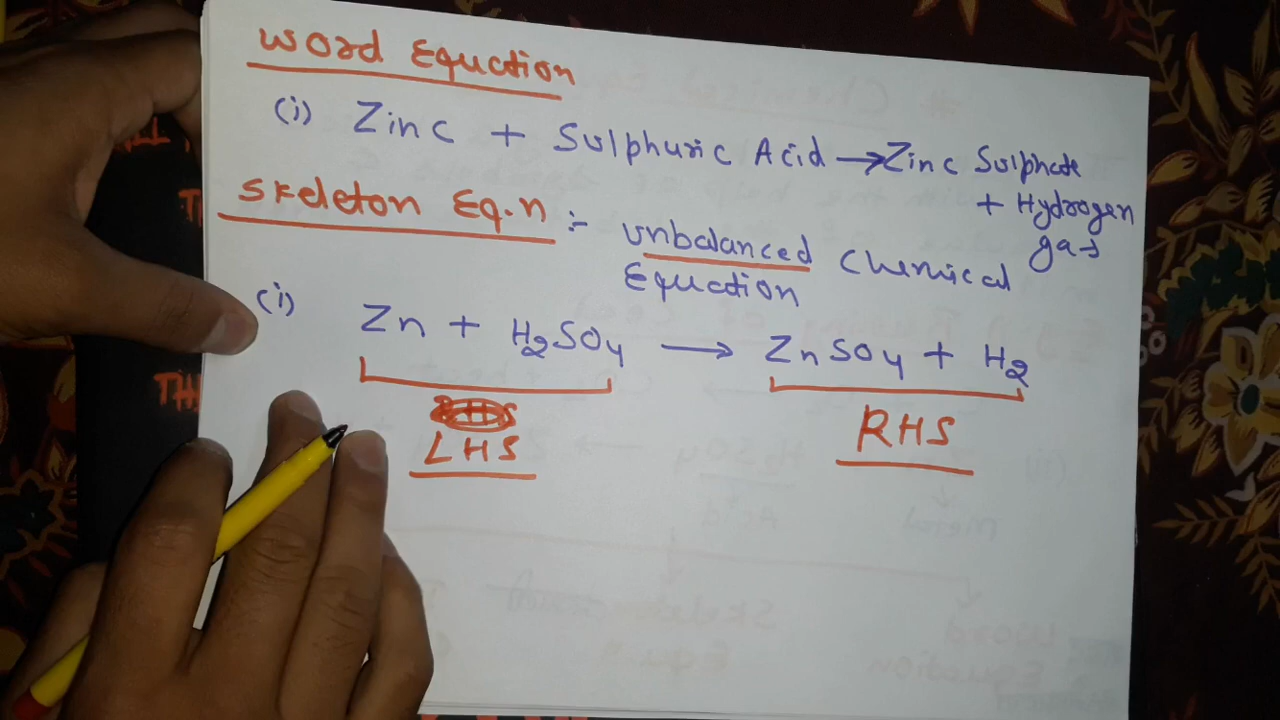 Word Equation
(i) Zinc + Sulphuric Acid → Zinc Sulphate
+ Hydrogen
gas
Skeleton Eq.n :- unbalanced Chemical
Equation
(i) Zn + H₂SO₄ → ZnSO₄ + H₂
LHS
RHS